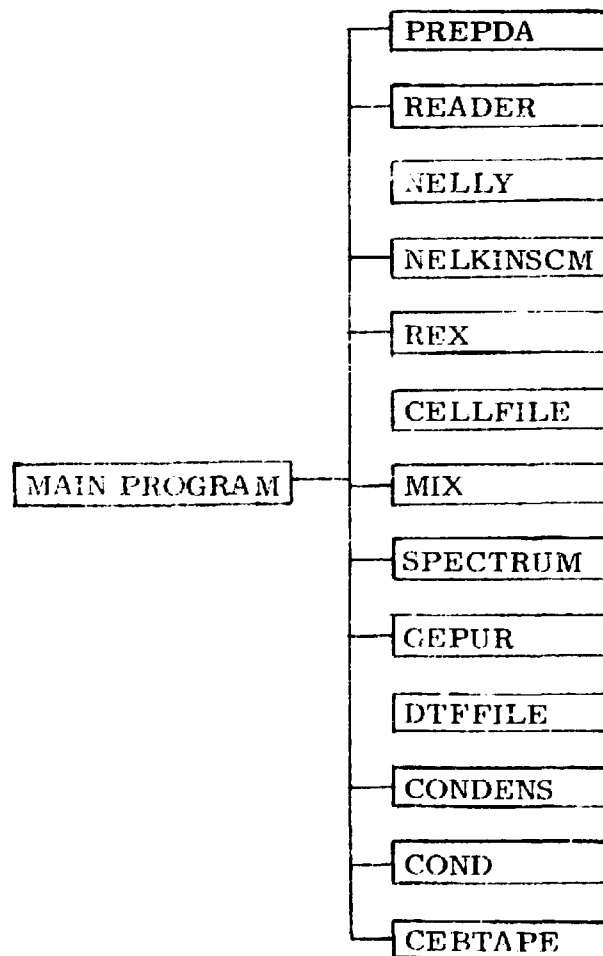 PREPDA
READER
NELLY
NELKINSCM
REX
CELLFILE
MAIN PROGRAM
MIX
SPECTRUM
GEPUR
DTFFILE
CONDENS
COND
CEBTAPE